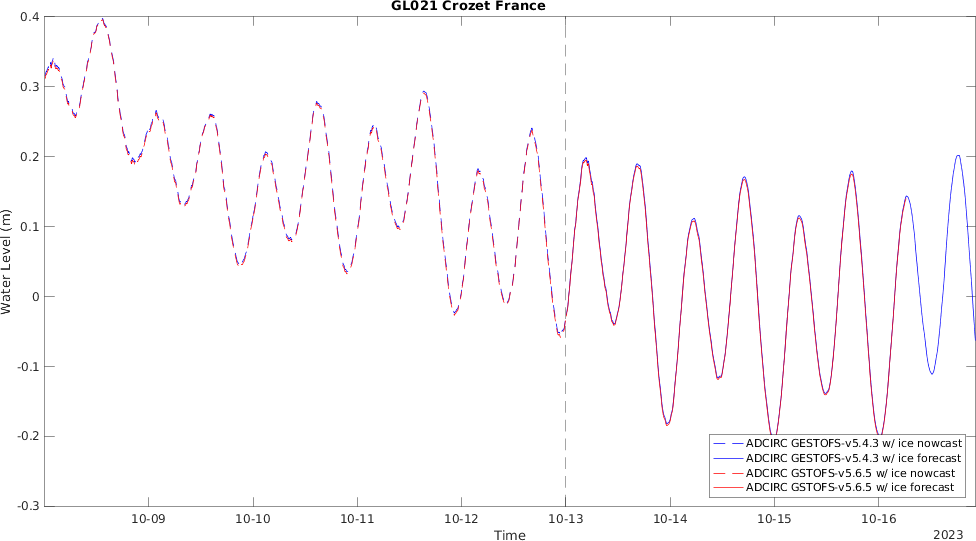 GL021 Crozet France
0.4
0.3
0.2
0.1
0
-0.1
-0.2
-0.3
Water Level (m)
ADCIRC GESTOFS-v5.4.3 w/ ice nowcast
ADCIRC GESTOFS-v5.4.3 w/ ice forecast
ADCIRC GSTOFS-v5.6.5 w/ ice nowcast
ADCIRC GSTOFS-v5.6.5 w/ ice forecast
10-09 10-10 10-11 10-12 10-13 10-14 10-15 10-16
Time
2023